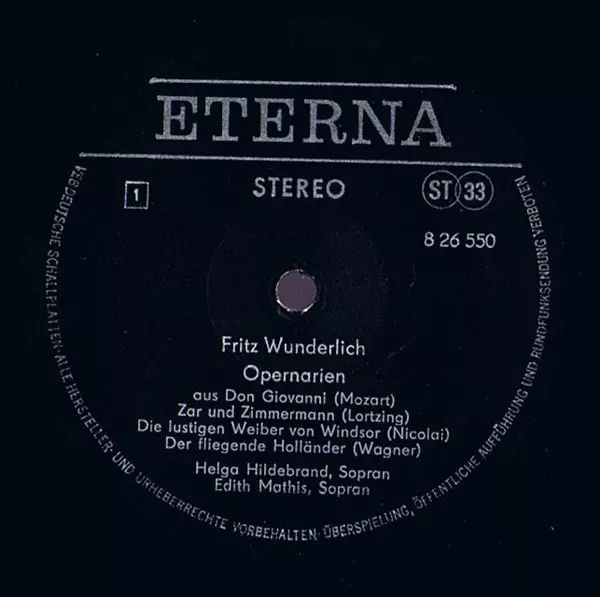 ETERNA
1
STEREO
ST 33
8 26 550
Fritz Wunderlich
Opernarien
aus Don Giovanni (Mozart)
Zar und Zimmermann (Lortzing)
Die lustigen Weiber von Windsor (Nicolai)
Der fliegende Holländer (Wagner)
Helga Hildebrand, Sopran
Edith Mathis, Sopran
VEB DEUTSCHE SCHALLPLATTEN · ALLE HERSTELLER- UND URHEBERRECHTE VORBEHALTEN · ÜBERSPIELUNG, ÖFFENTLICHE AUFFÜHRUNG UND RUNDFUNKSENDUNG VERBOTEN